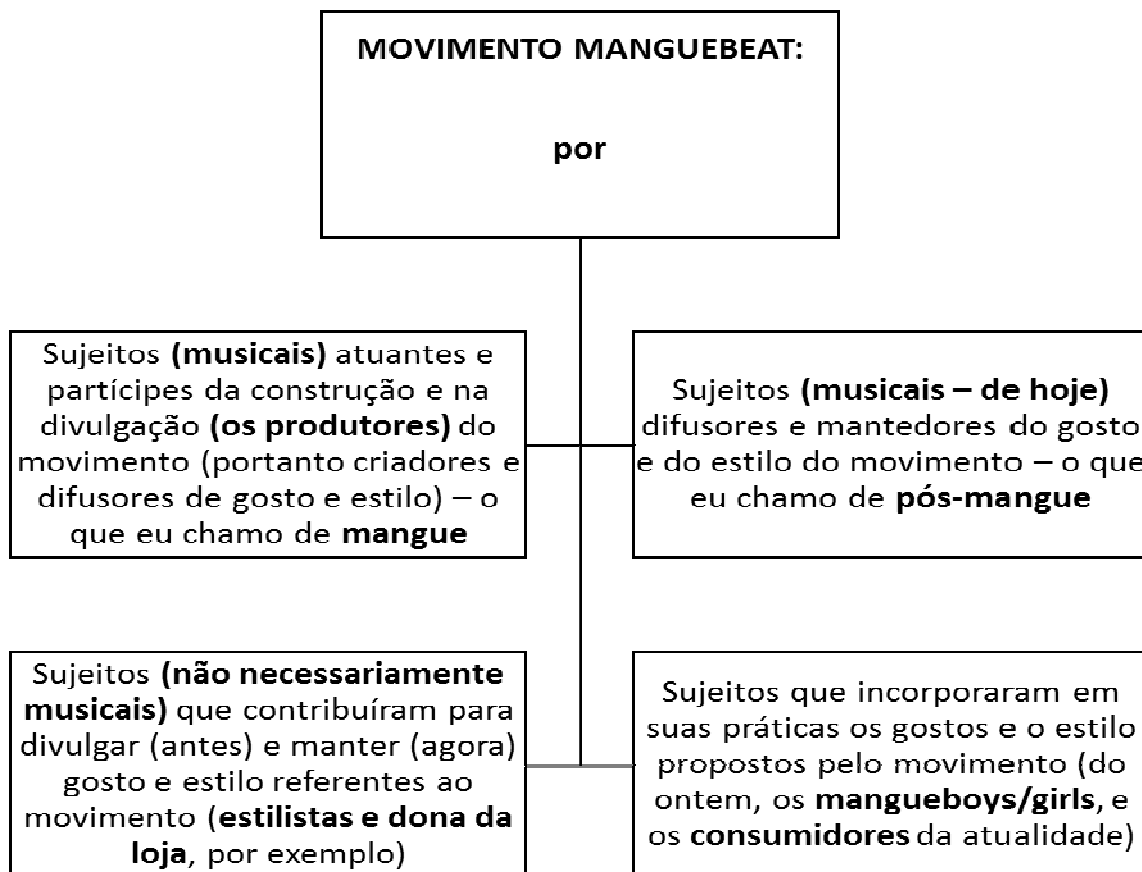 MOVIMENTO MANGUEBEAT:
por
Sujeitos (musicais) atuantes e
partícipes da construção e na
divulgação (os produtores) do
movimento (portanto criadores e
difusores de gosto e estilo) – o
que eu chamo de mangue
Sujeitos (musicais – de hoje)
difusores e mantedores do gosto
e do estilo do movimento – o que
eu chamo de pós-mangue
Sujeitos (não necessariamente
musicais) que contribuíram para
divulgar (antes) e manter (agora)
gosto e estilo referentes ao
movimento (estilistas e dona da
loja, por exemplo)
Sujeitos que incorporaram em
suas práticas os gostos e o estilo
propostos pelo movimento (do
ontem, os mangueboys/girls, e
os consumidores da atualidade)